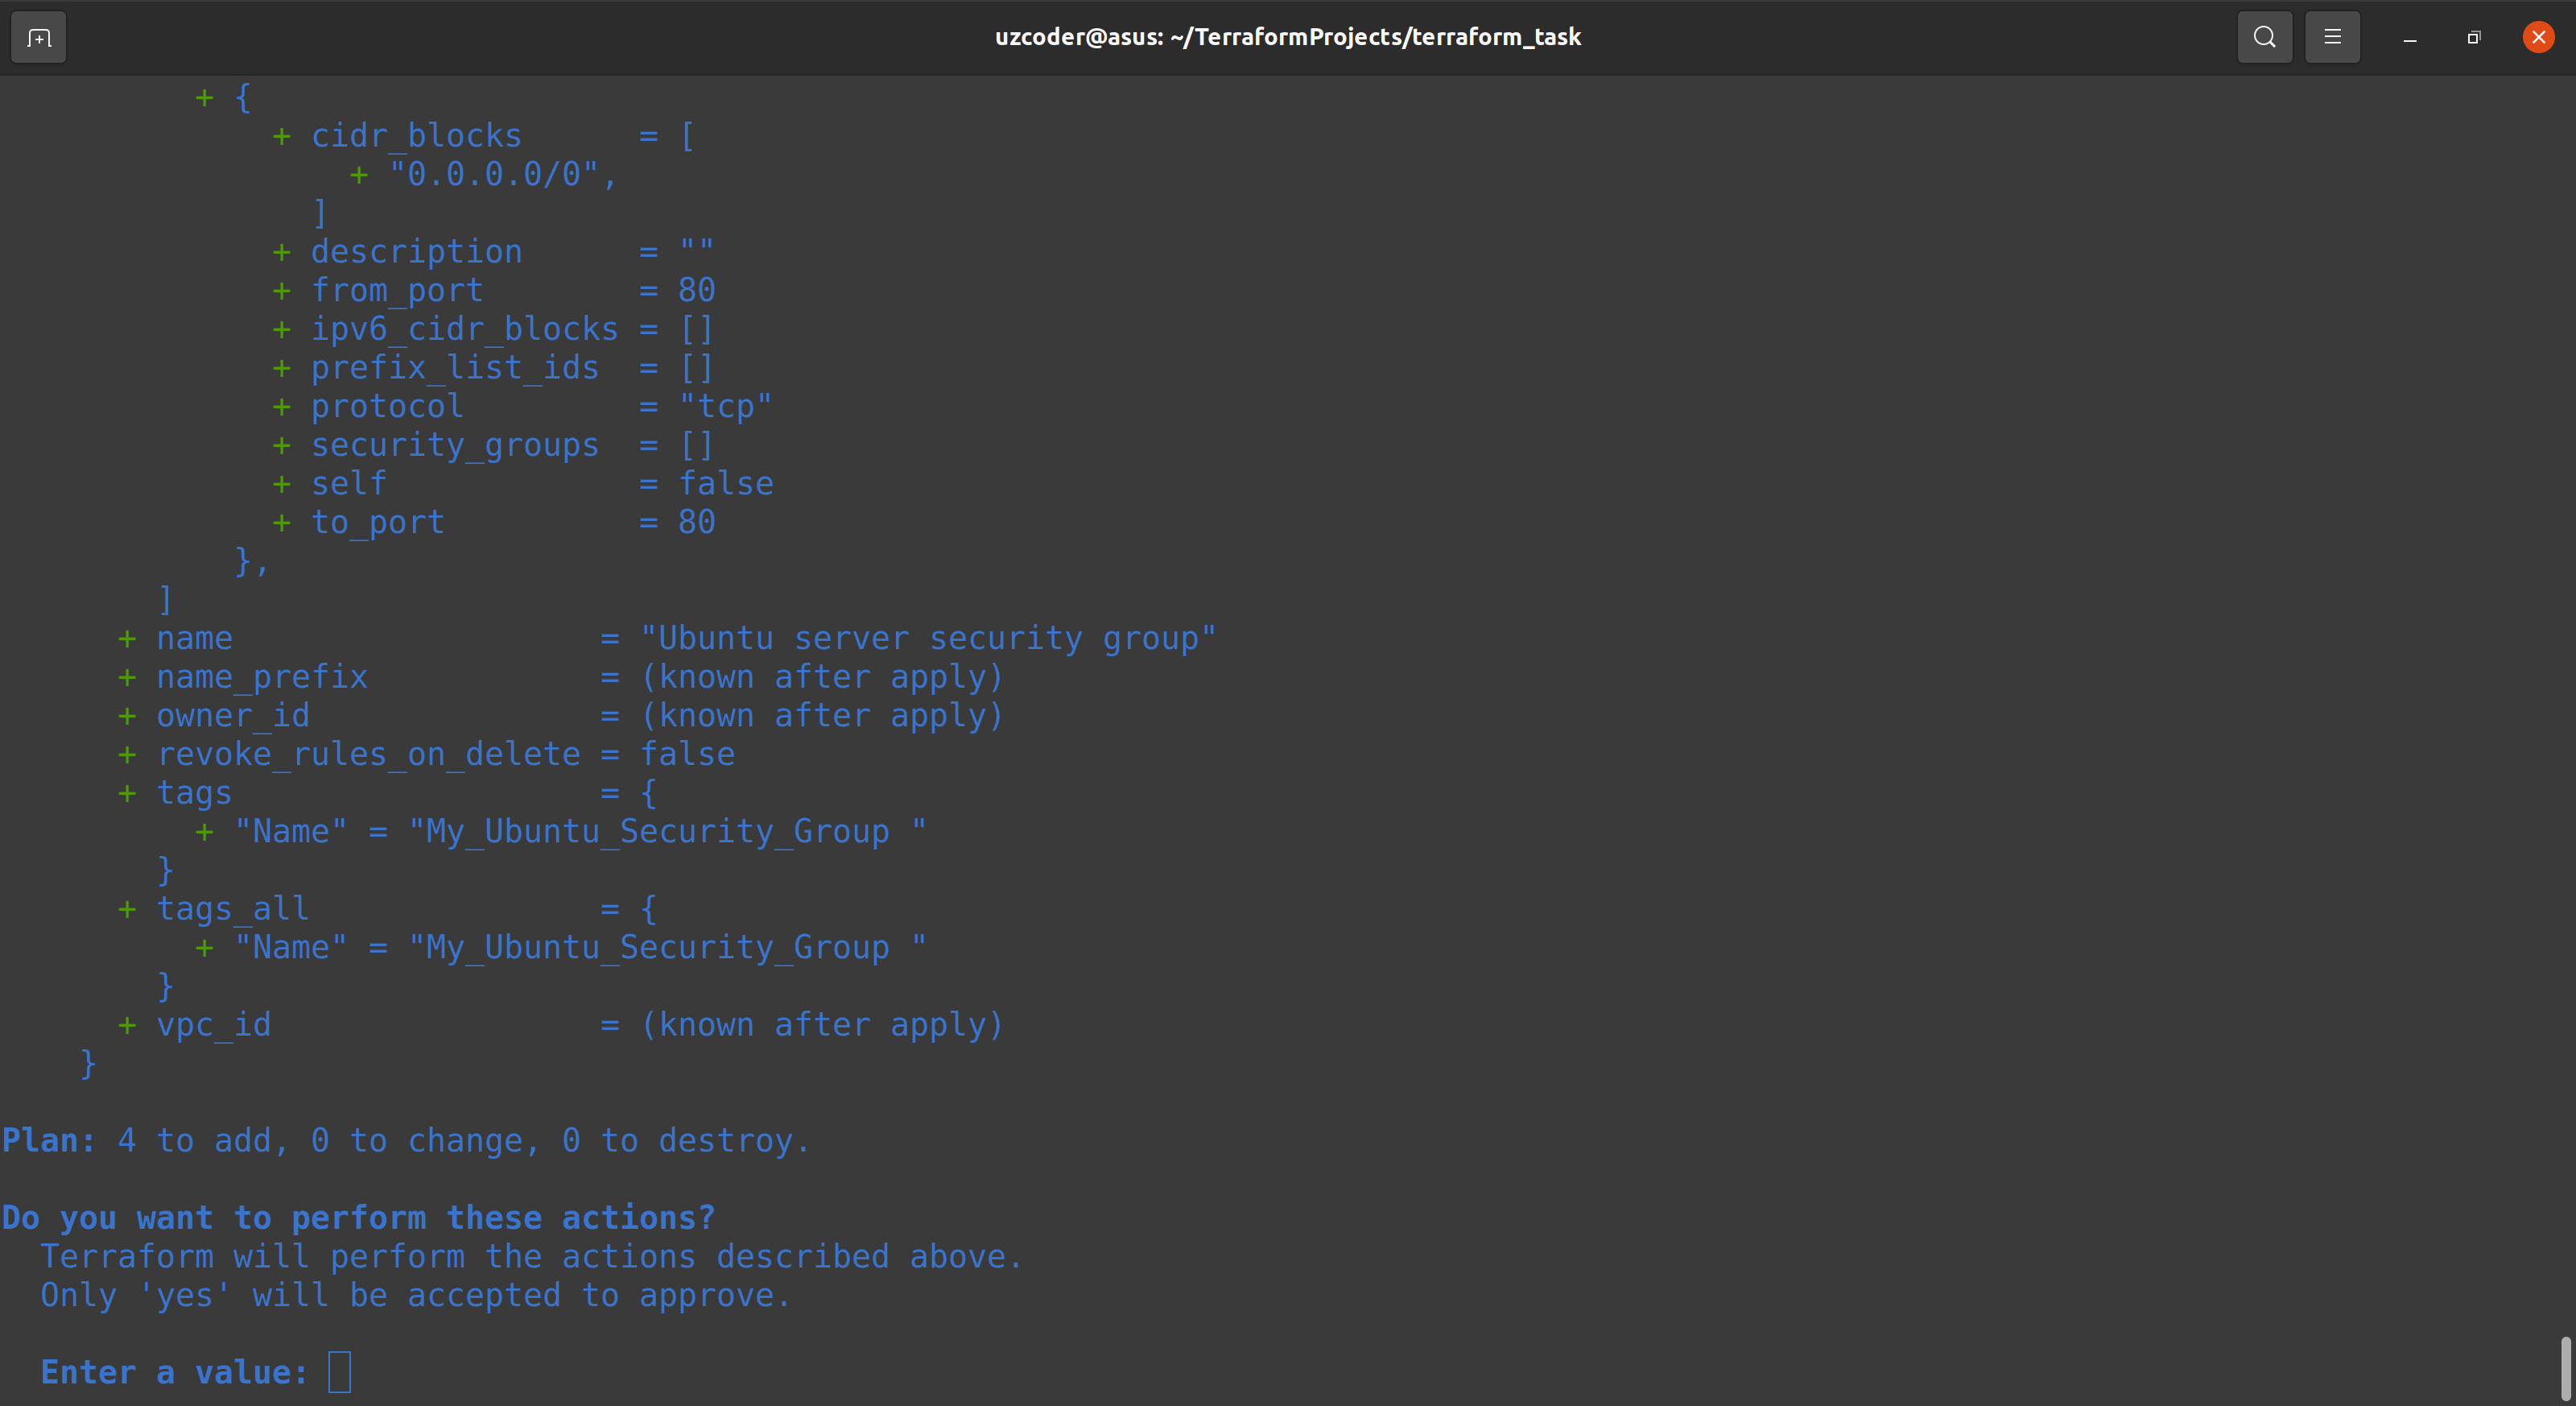 uzcoder@asus: ~/TerraformProjects/terraform_task
+ {
+ cidr_blocks      = [
+ "0.0.0.0/0",
]
+ description      = ""
+ from_port        = 80
+ ipv6_cidr_blocks = []
+ prefix_list_ids  = []
+ protocol         = "tcp"
+ security_groups  = []
+ self             = false
+ to_port          = 80
},
]
+ name                   = "Ubuntu server security group"
+ name_prefix            = (known after apply)
+ owner_id               = (known after apply)
+ revoke_rules_on_delete = false
+ tags                   = {
+ "Name" = "My_Ubuntu_Security_Group "
}
+ tags_all               = {
+ "Name" = "My_Ubuntu_Security_Group "
}
+ vpc_id                 = (known after apply)
}
Plan: 4 to add, 0 to change, 0 to destroy.
Do you want to perform these actions?
Terraform will perform the actions described above.
Only 'yes' will be accepted to approve.
Enter a value: